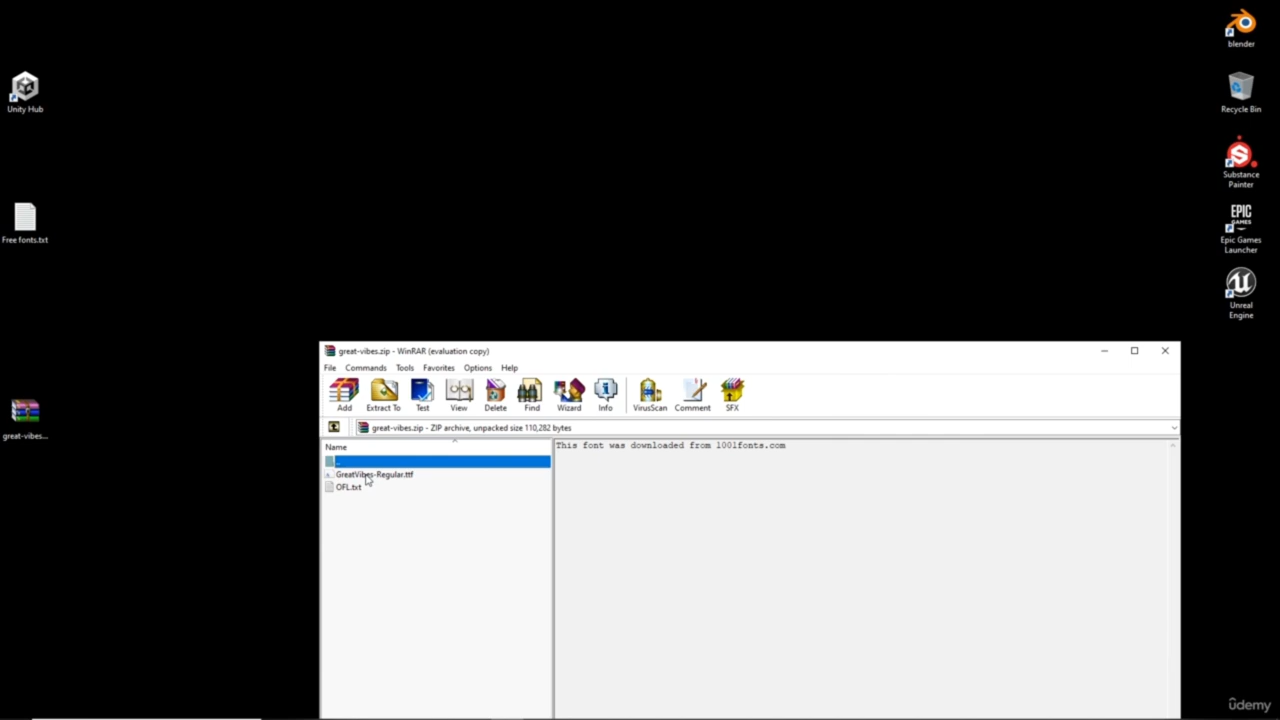 blender
Unity Hub
Recycle Bin
Substance
Painter
EPIC
GAMES
Free fonts.txt
Epic Games
Launcher
Unreal
Engine
great-vibes.zip - WinRAR (evaluation copy)
File Commands Tools Favorites Options Help
Add Extract To Test View Delete Find Wizard Info VirusScan Comment SFX
great-vibes.zip - ZIP archive, unpacked size 110,282 bytes
great-vibes...
Name
This font was downloaded from 1001fonts.com
..
GreatVibes-Regular.ttf
OFL.txt
ûdemy